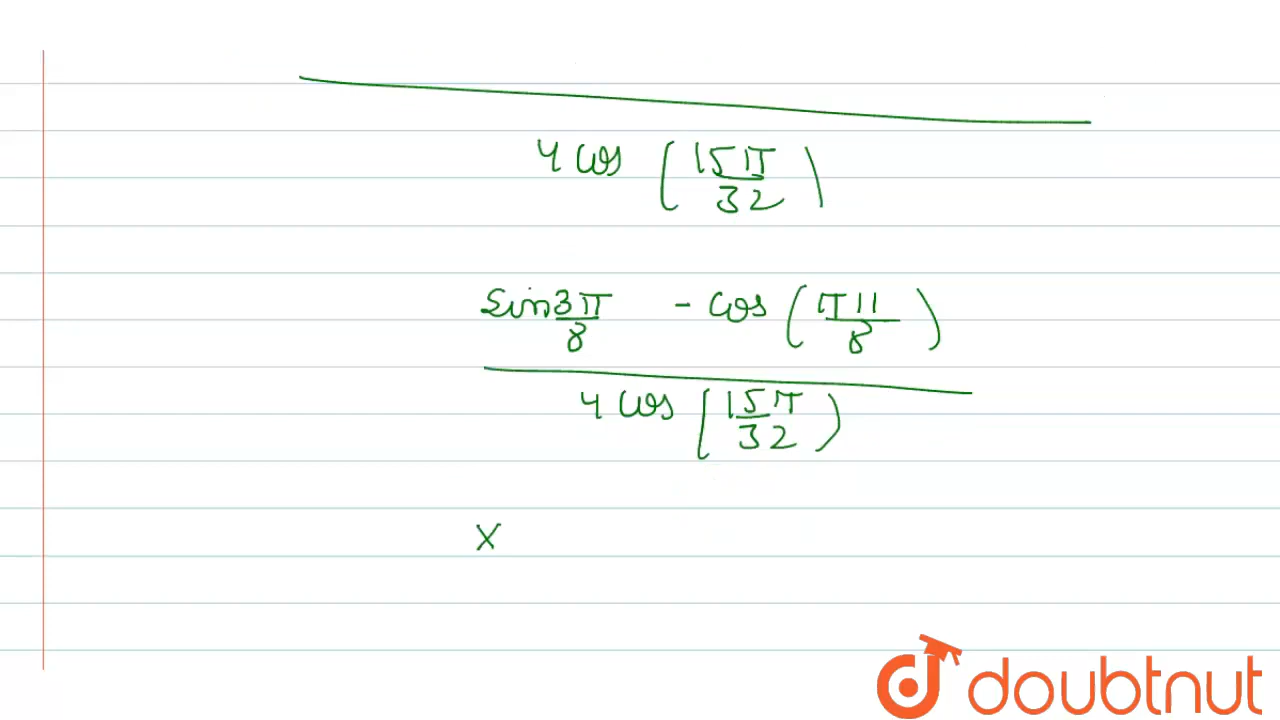 4 cos (15π/32)
sin 3π/8 - cos (π11/8)
4 cos (15π/32)
x
doubtnut